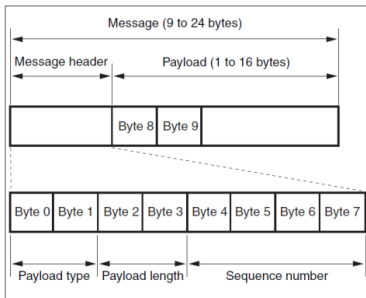 Message (9 to 24 bytes)
Message header Payload (1 to 16 bytes)
Byte 8 Byte 9
Byte 0 Byte 1 Byte 2 Byte 3 Byte 4 Byte 5 Byte 6 Byte 7
Payload type Payload length Sequence number